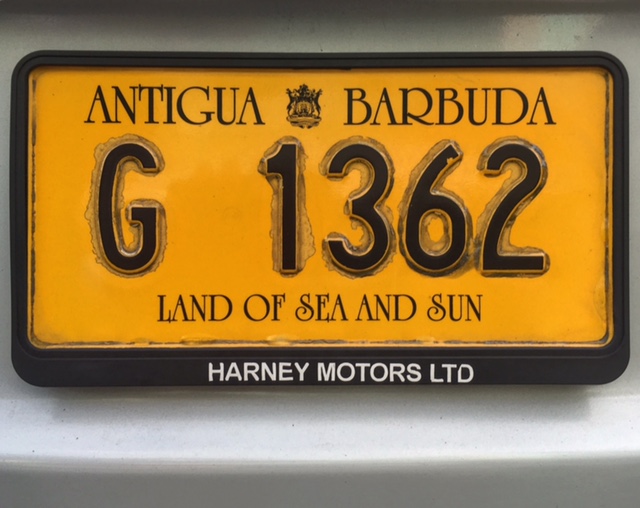 ANTIGUA BARBUDA
G 1362
LAND OF SEA AND SUN
HARNEY MOTORS LTD